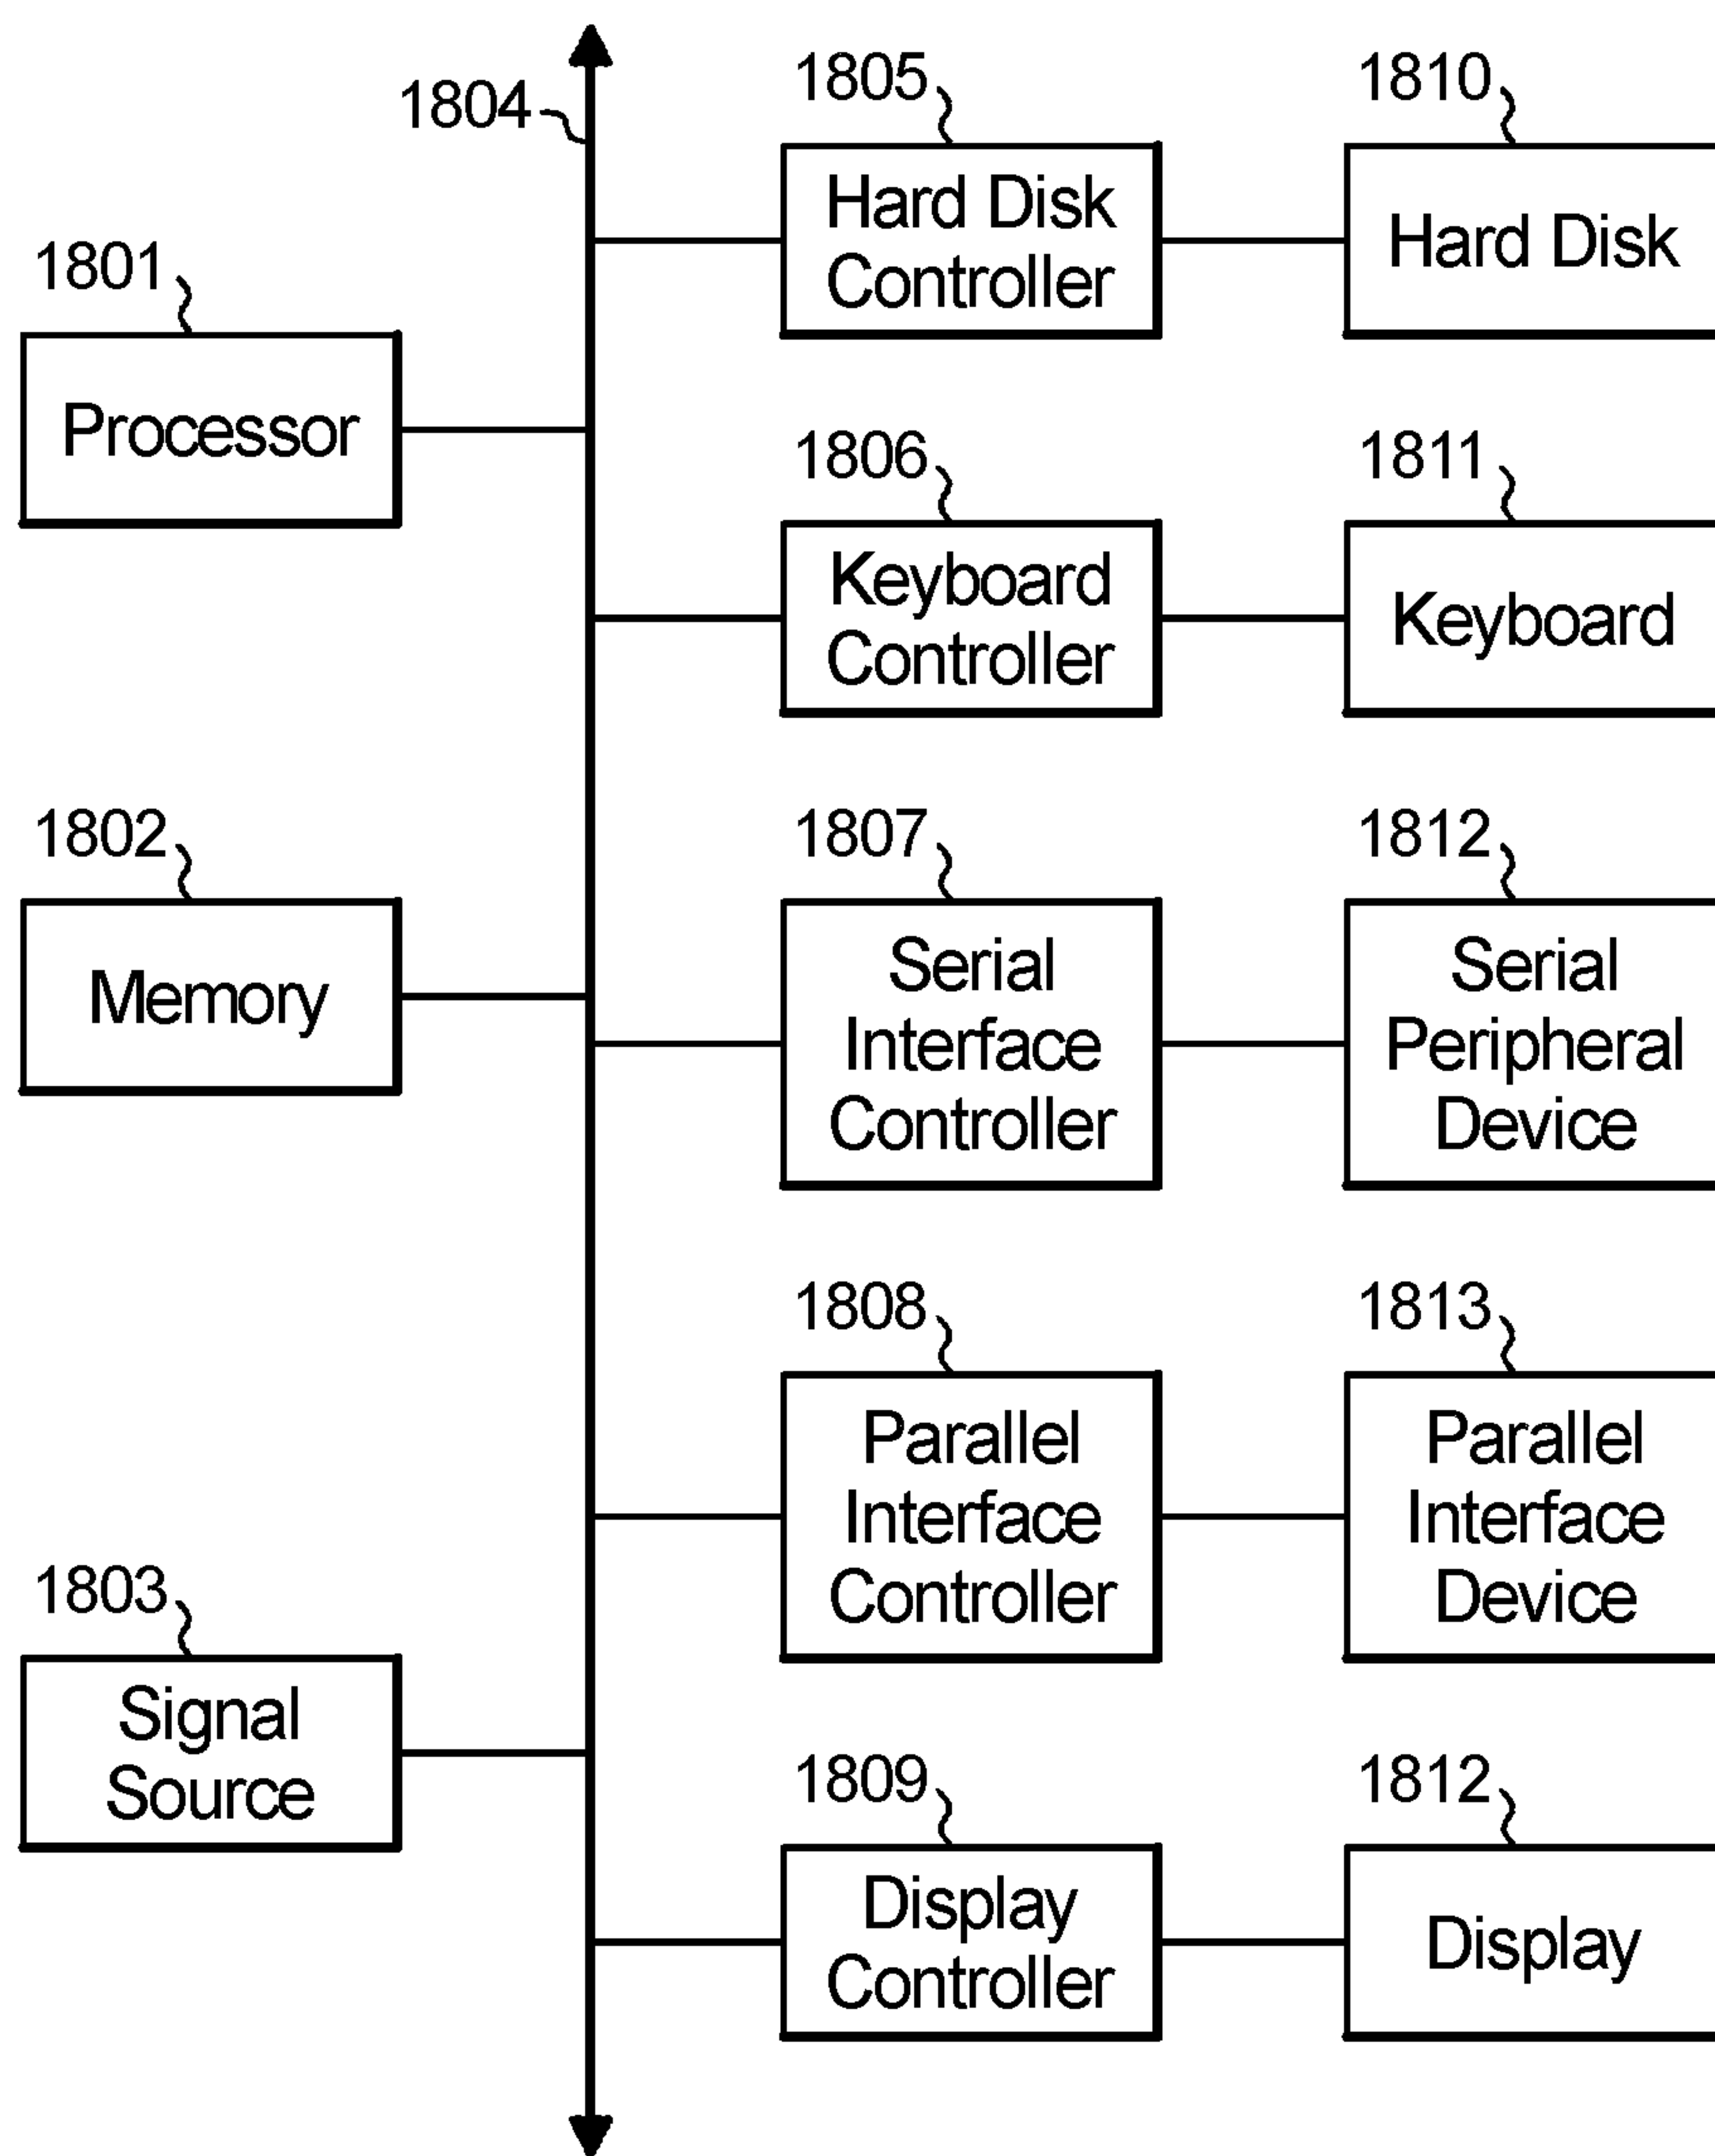 1804
1805
Hard Disk
Controller
1810
Hard Disk
1801
Processor
1806
Keyboard
Controller
1811
Keyboard
1802
Memory
1807
Serial
Interface
Controller
1812
Serial
Peripheral
Device
1808
Parallel
Interface
Controller
1813
Parallel
Interface
Device
1803
Signal
Source
1809
Display
Controller
1812
Display